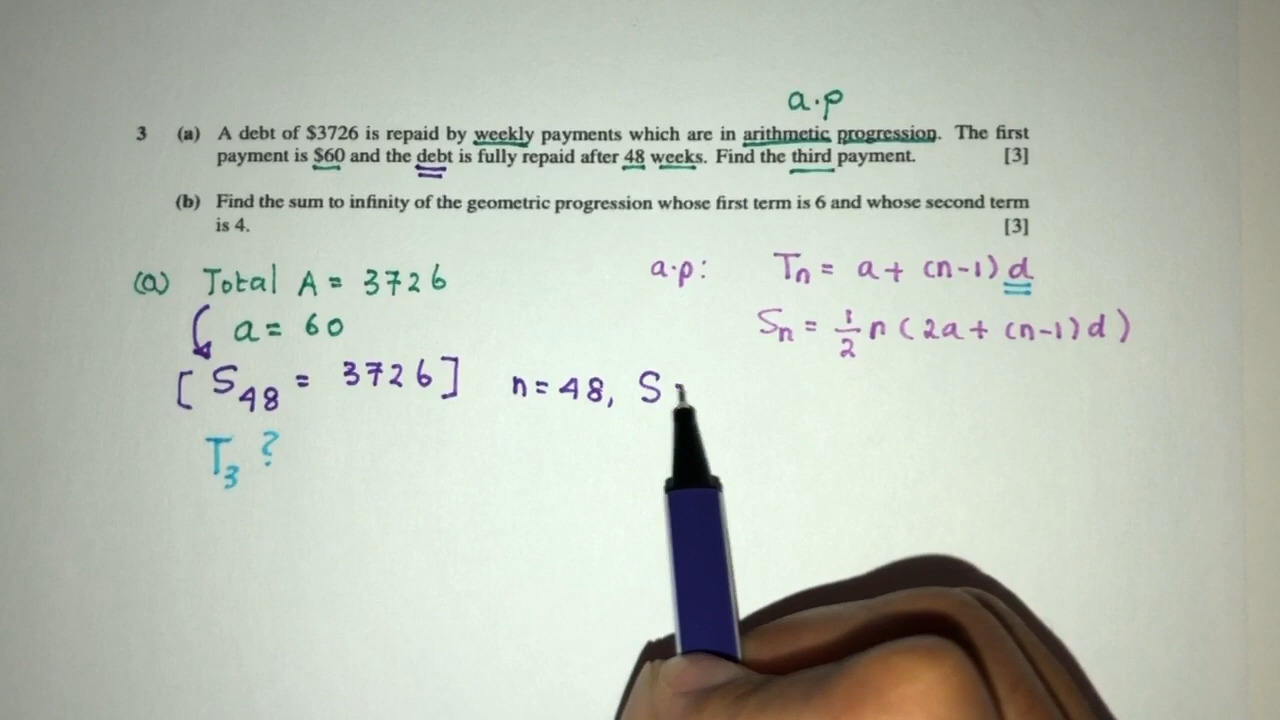 a.p
3 (a) A debt of $3726 is repaid by weekly payments which are in arithmetic progression. The first
payment is $60 and the debt is fully repaid after 48 weeks. Find the third payment. [3]
(b) Find the sum to infinity of the geometric progression whose first term is 6 and whose second term
is 4. [3]
(a) Total A = 3726
a = 60
[ S48 = 3726 ] n = 48, S
T3 ?
a.p: Tn = a + (n-1) d
Sn = 1/2 n ( 2a + (n-1) d )